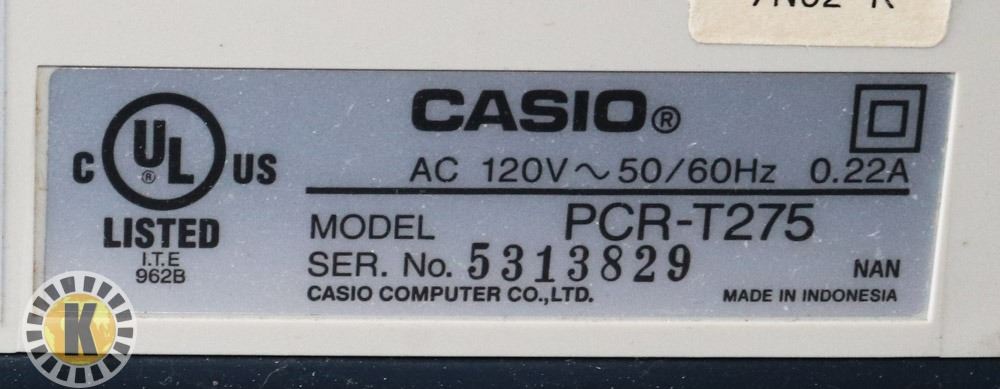 CASIO®
AC 120V～50/60Hz 0.22A
C UL® US
LISTED
I.T.E
962B
MODEL PCR-T275
SER. No. 5313829
NAN
CASIO COMPUTER CO.,LTD.
MADE IN INDONESIA
K